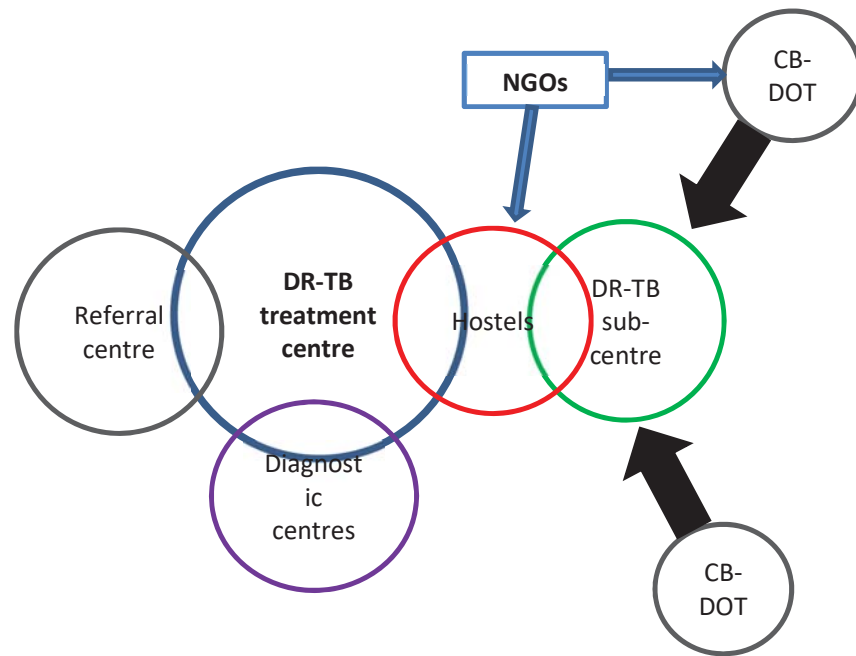 CB-
DOT
NGOs
DR-TB
treatment
centre
Referral
centre
Hostels
DR-TB
sub-
centre
Diagnost
ic
centres
CB-
DOT